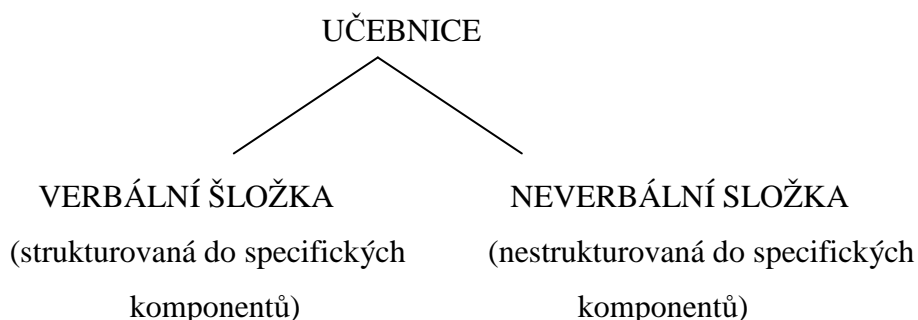 UČEBNICE
VERBÁLNÍ ŠLOŽKA
(strukturovaná do specifických
komponentů)
NEVERBÁLNÍ SLOŽKA
(nestrukturovaná do specifických
komponentů)